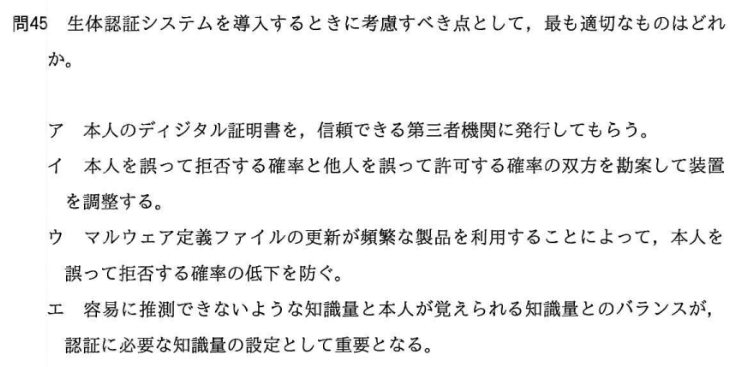 問45　生体認証システムを導入するときに考慮すべき点として，最も適切なものはどれ
か。
ア　本人のディジタル証明書を，信頼できる第三者機関に発行してもらう。
イ　本人を誤って拒否する確率と他人を誤って許可する確率の双方を勘案して装置
を調整する。
ウ　マルウェア定義ファイルの更新が頻繁な製品を利用することによって，本人を
誤って拒否する確率の低下を防ぐ。
エ　容易に推測できないような知識量と本人が覚えられる知識量とのバランスが，
認証に必要な知識量の設定として重要となる。